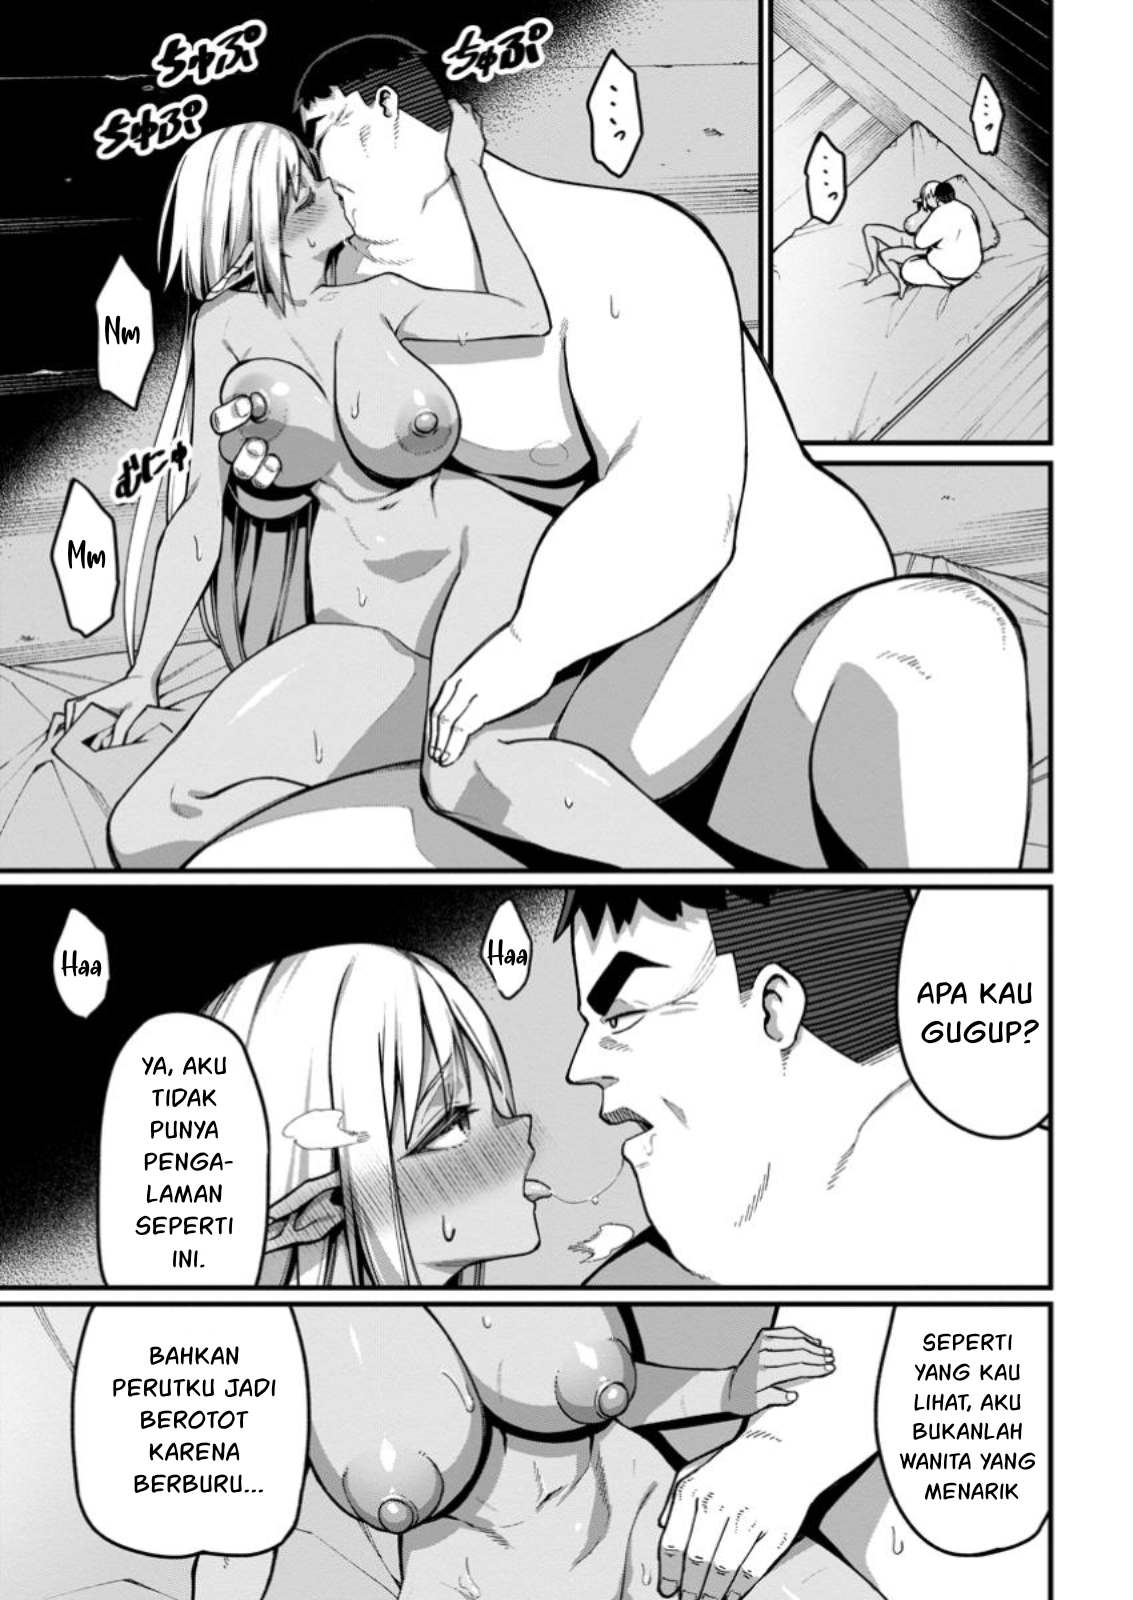 ちゅぷ
ちゅぷ
ちゅぷ
Nm
むにゅ
Mm
APA KAU
GUGUP?
Haa
Haa
YA, AKU
TIDAK
PUNYA
PENGA-
LAMAN
SEPERTI
INI.
SEPERTI
YANG KAU
LIHAT, AKU
BUKANLAH
WANITA YANG
MENARIK
BAHKAN
PERUTKU JADI
BEROTOT
KARENA
BERBURU...